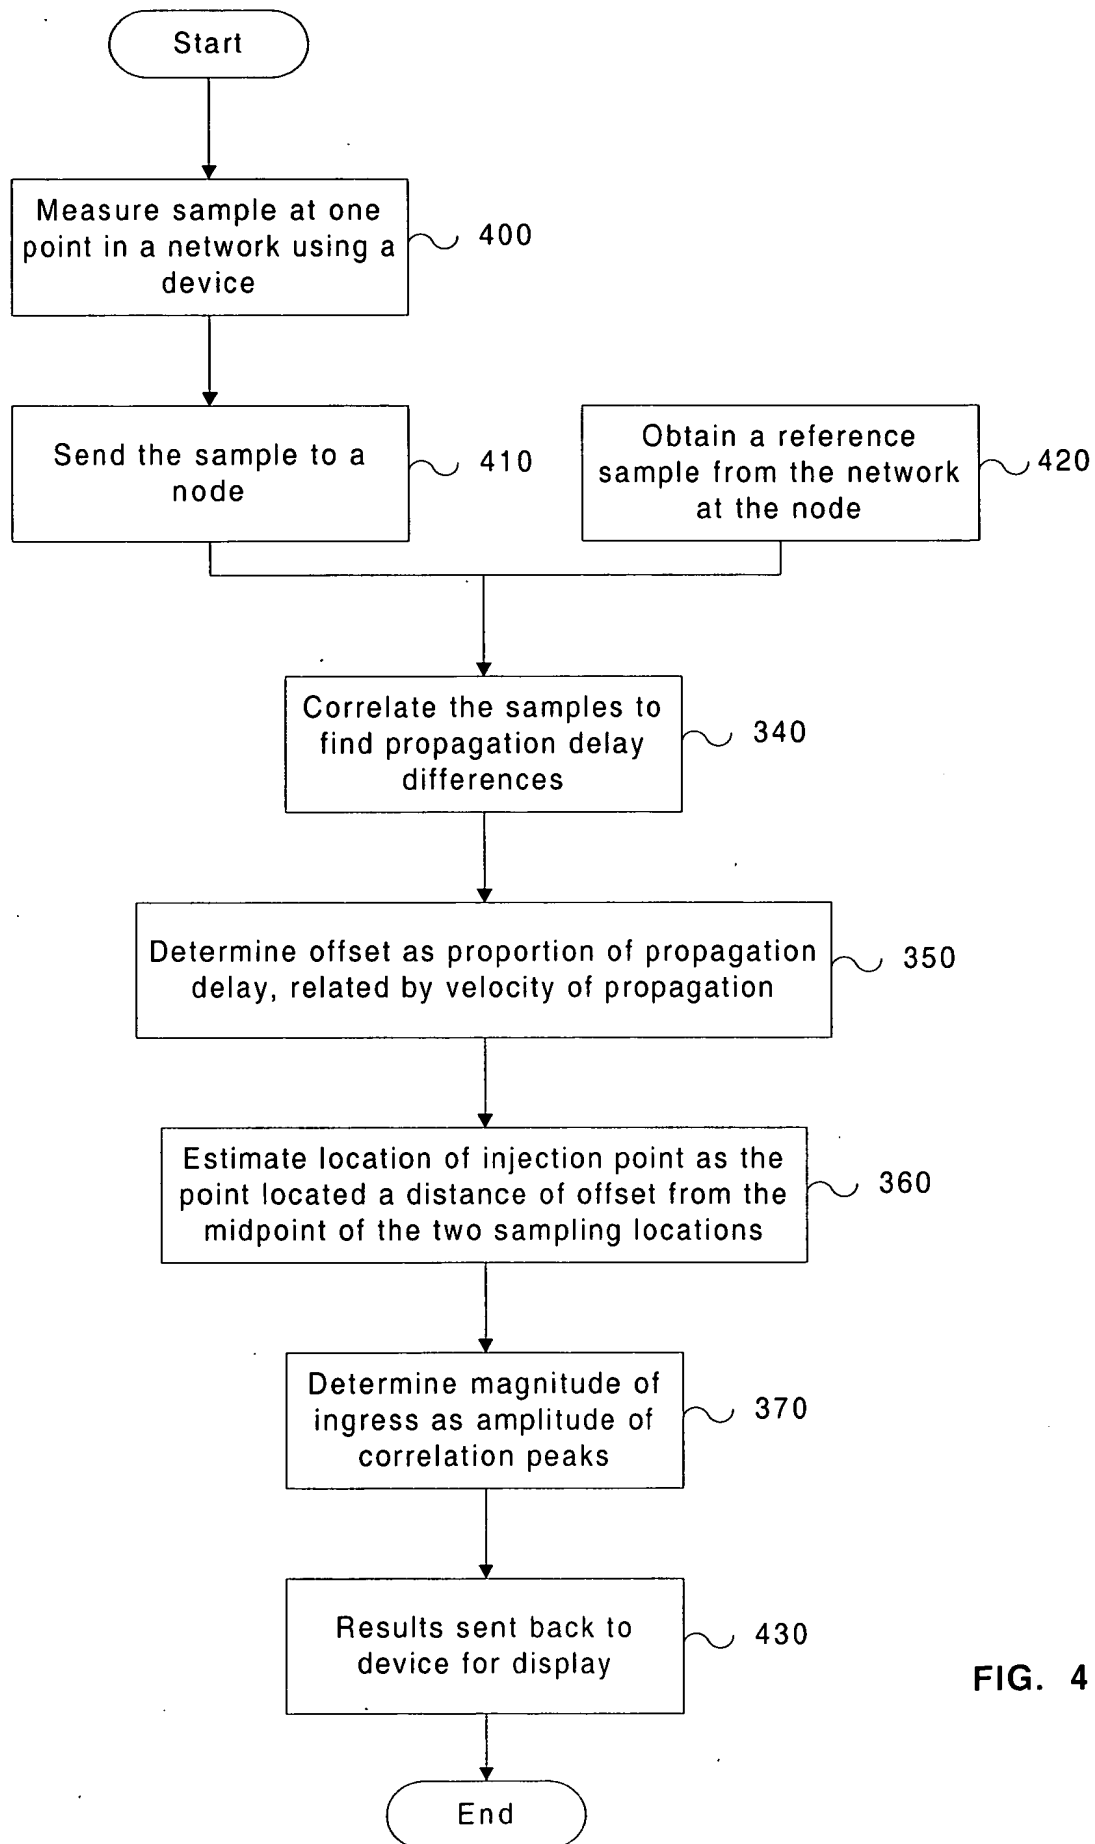 Start
Measure sample at one
point in a network using a
device
400
Send the sample to a
node
410
Obtain a reference
sample from the network
at the node
420
Correlate the samples to
find propagation delay
differences
340
Determine offset as proportion of propagation
delay, related by velocity of propagation
350
Estimate location of injection point as the
point located a distance of offset from the
midpoint of the two sampling locations
360
Determine magnitude of
ingress as amplitude of
correlation peaks
370
Results sent back to
device for display
430
FIG. 4
End